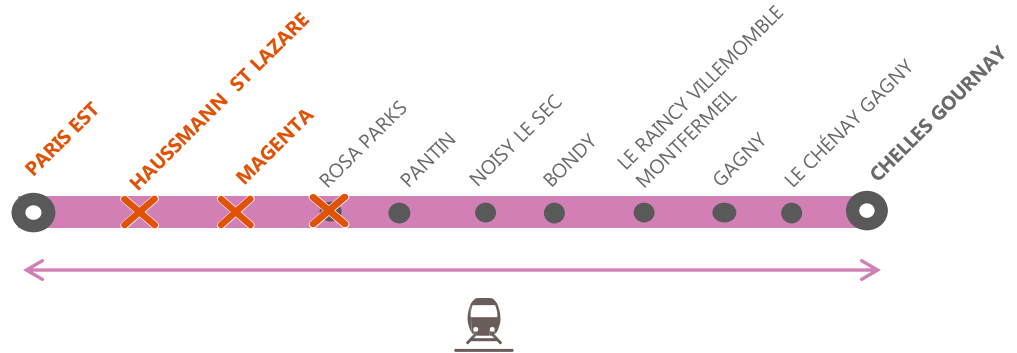 PARIS EST
HAUSSMANN ST LAZARE
MAGENTA
ROSA PARKS
PANTIN
NOISY LE SEC
BONDY
LE RAINCY VILLEMOMBLE
MONTFERMEIL
GAGNY
LE CHÉNAY GAGNY
CHELLES GOURNAY